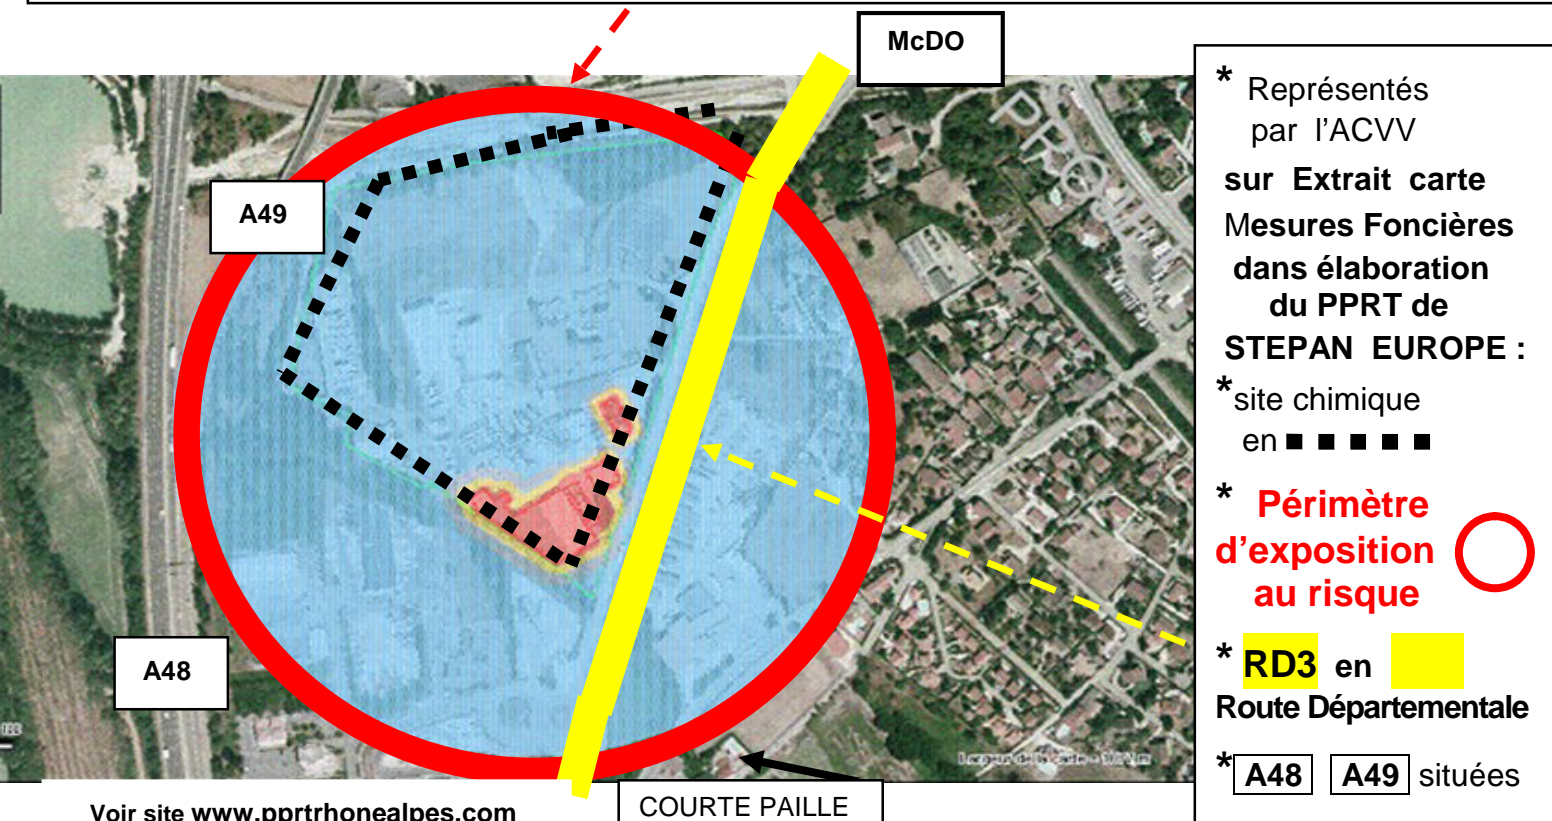 McDO
A49
A48
Voir site www.pprtrhonealpes.com
COURTE PAILLE
* Représentés
par l'ACVV
sur Extrait carte
Mesures Foncières
dans élaboration
du PPRT de
STEPAN EUROPE :
*site chimique
en
* Périmètre
d'exposition
au risque
* RD3 en
Route Départementale
* A48 A49 situées